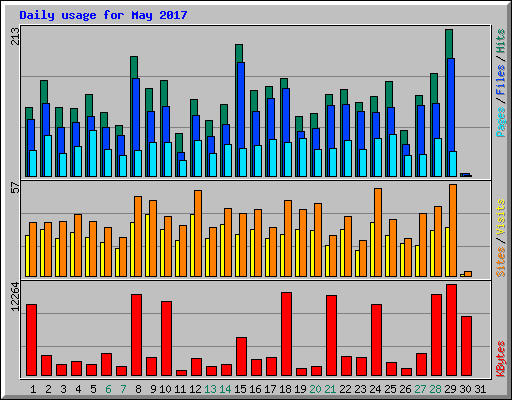 Daily usage for May 2017
213
Pages / Files / Hits
57
Sites / Visits
12264
KBytes
1 2 3 4 5 6 7 8 9 10 11 12 13 14 15 16 17 18 19 20 21 22 23 24 25 26 27 28 29 30 31